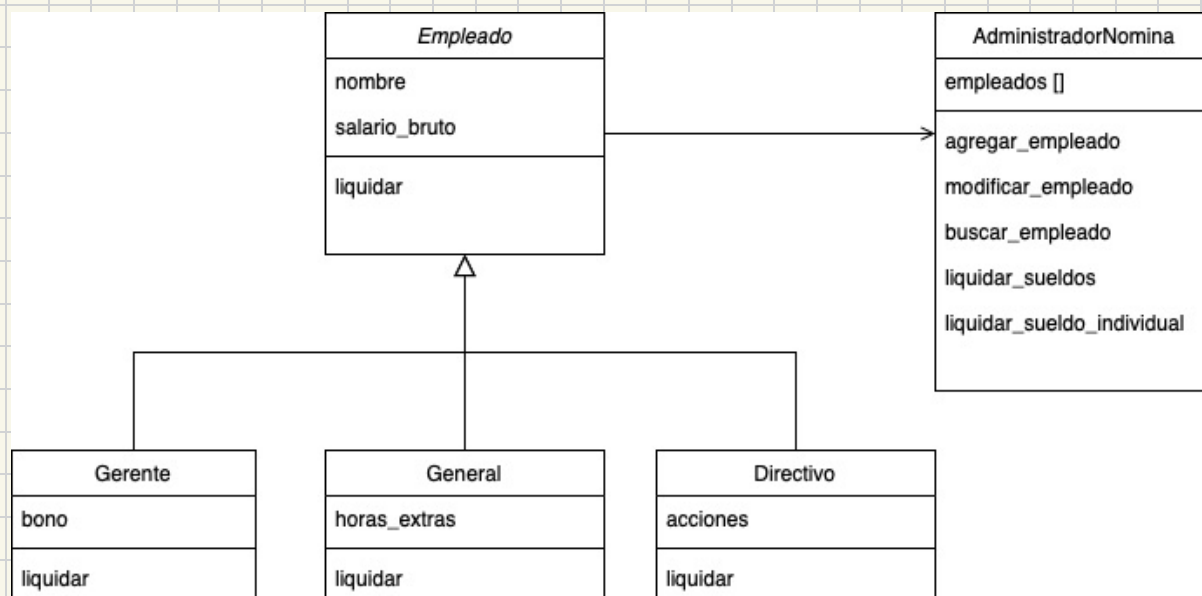 Empleado
nombre
salario_bruto
liquidar
AdministradorNomina
empleados []
agregar_empleado
modificar_empleado
buscar_empleado
liquidar_sueldos
liquidar_sueldo_individual
Gerente
bono
liquidar
General
horas_extras
liquidar
Directivo
acciones
liquidar